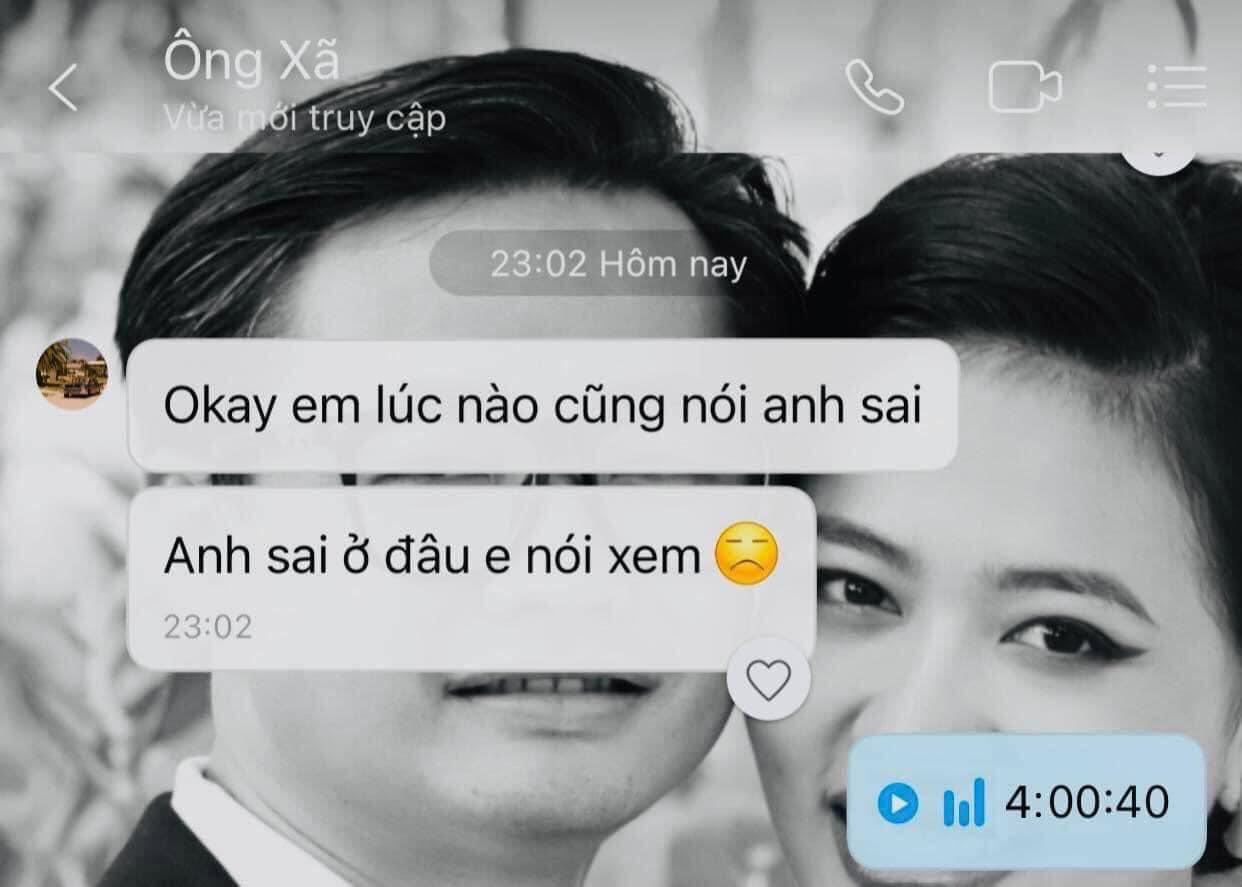 Ông Xã
Vừa mới truy cập
23:02 Hôm nay
Okay em lúc nào cũng nói anh sai
Anh sai ở đâu e nói xem
23:02
4:00:40